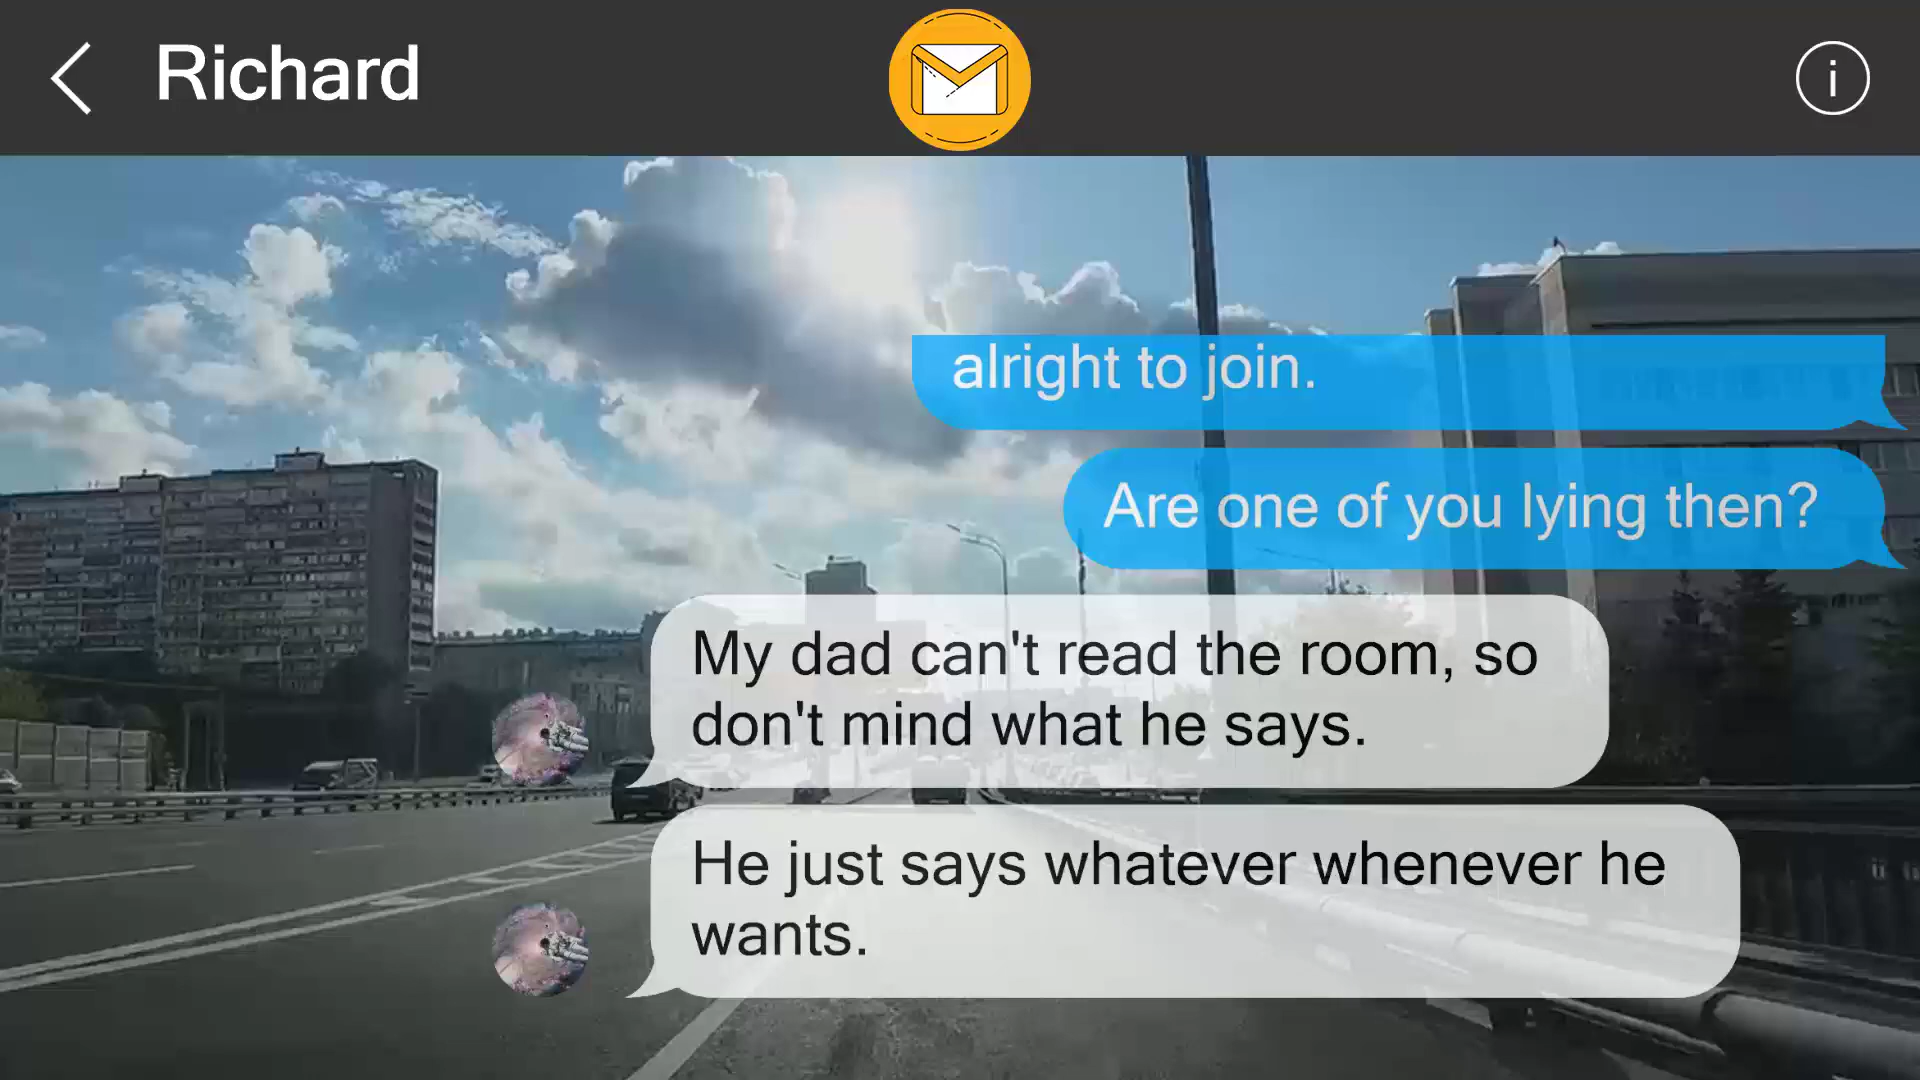 Richard
i
alright to join.
Are one of you lying then?
My dad can't read the room, so
don't mind what he says.
He just says whatever whenever he
wants.